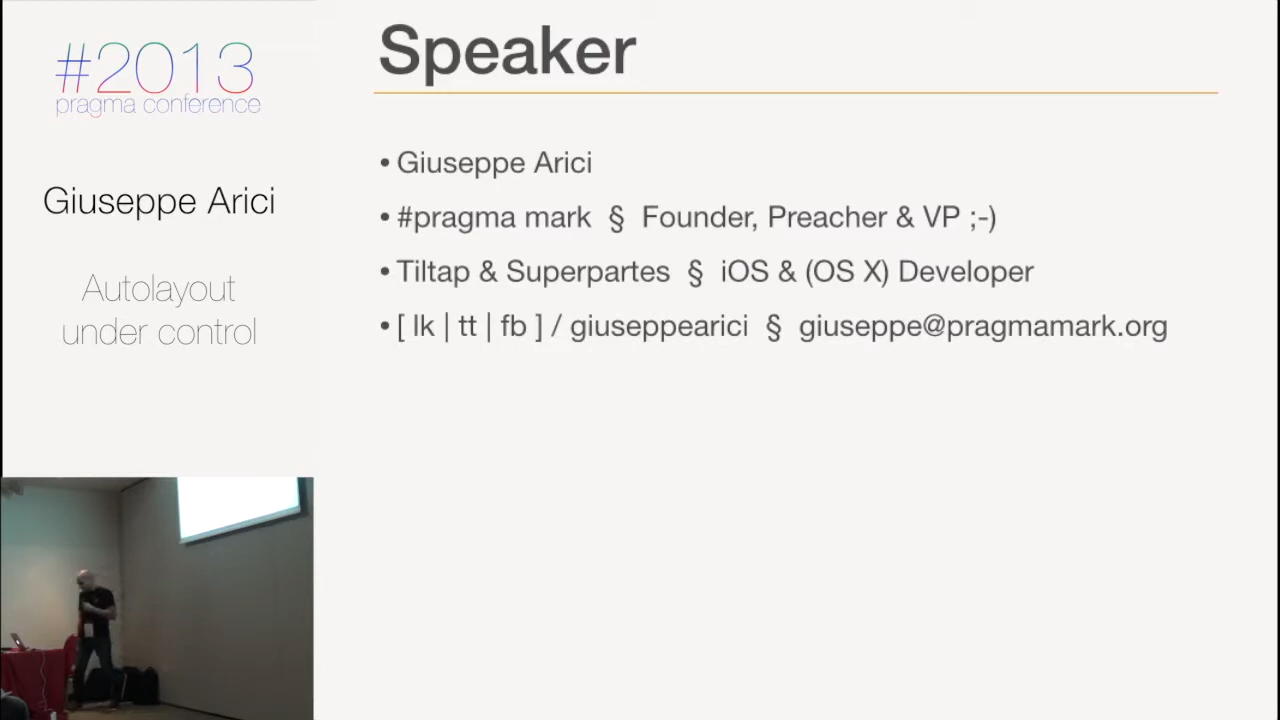 #2013
pragma conference
Giuseppe Arici
Autolayout
under control
Speaker
• Giuseppe Arici
• #pragma mark § Founder, Preacher & VP ;-)
• Tiltap & Superpartes § iOS & (OS X) Developer
• [ lk | tt | fb ] / giuseppearici § giuseppe@pragmamark.org